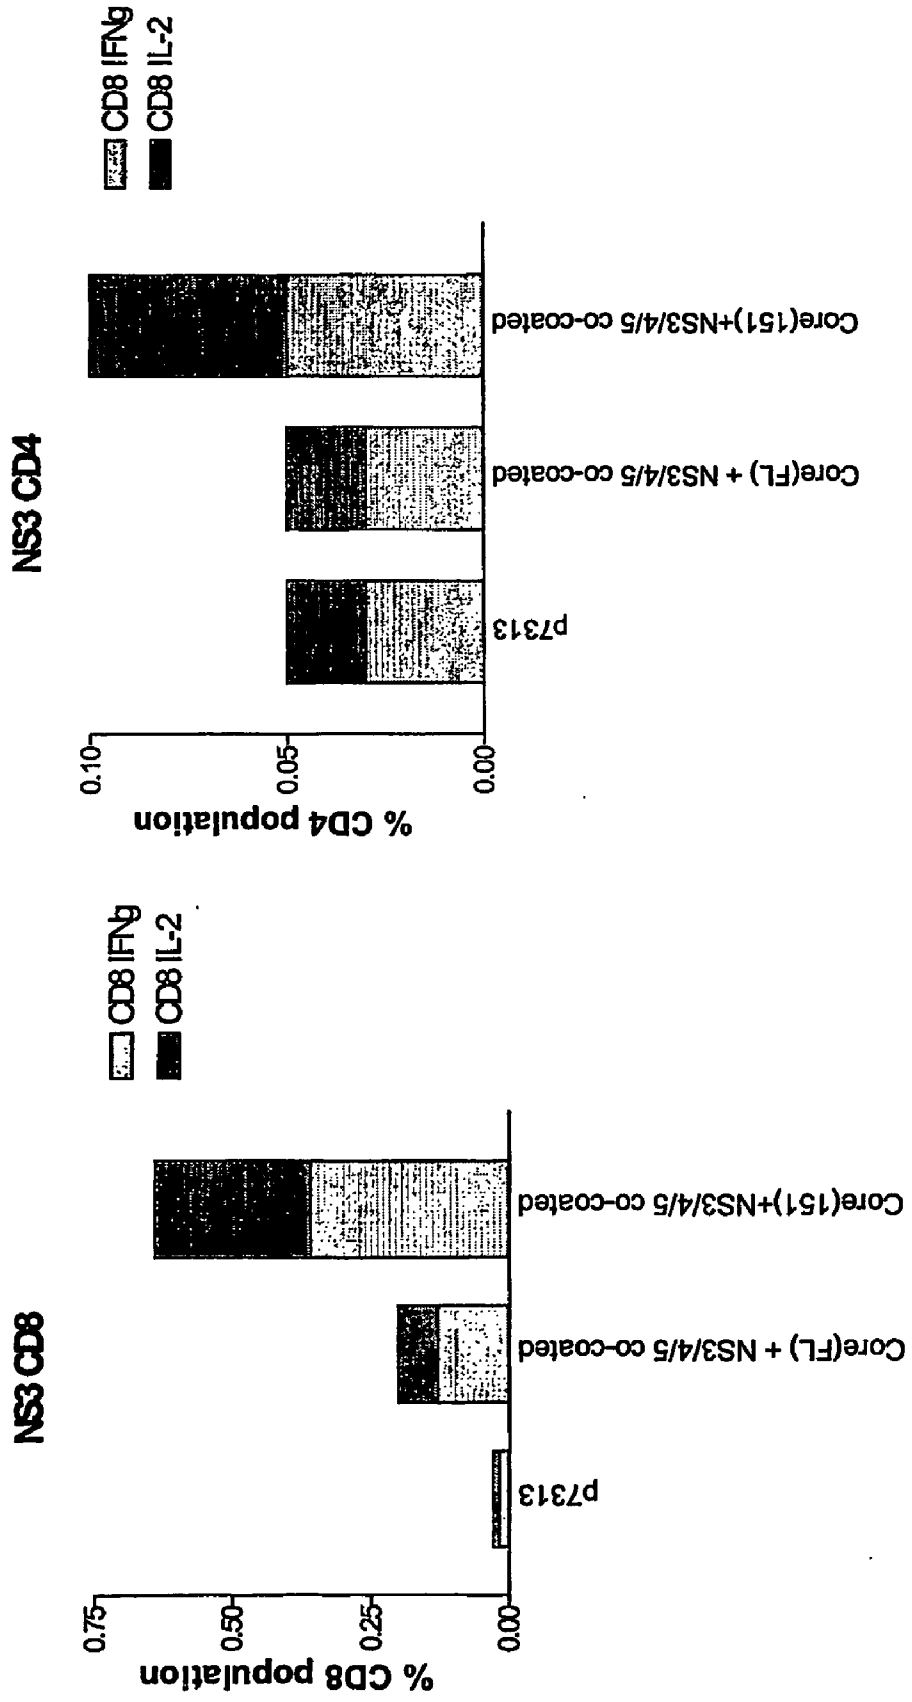 NS3 CD8
CD8 IFNg
CD8 IL-2
% CD8 population
0.75
0.50
0.25
0.00
p7313
Core(FL) + NS3/4/5 co-coated
Core(151)+NS3/4/5 co-coated
NS3 CD4
CD8 IFNg
CD8 IL-2
% CD4 population
0.10
0.05
0.00
p7313
Core(FL) + NS3/4/5 co-coated
Core(151)+NS3/4/5 co-coated